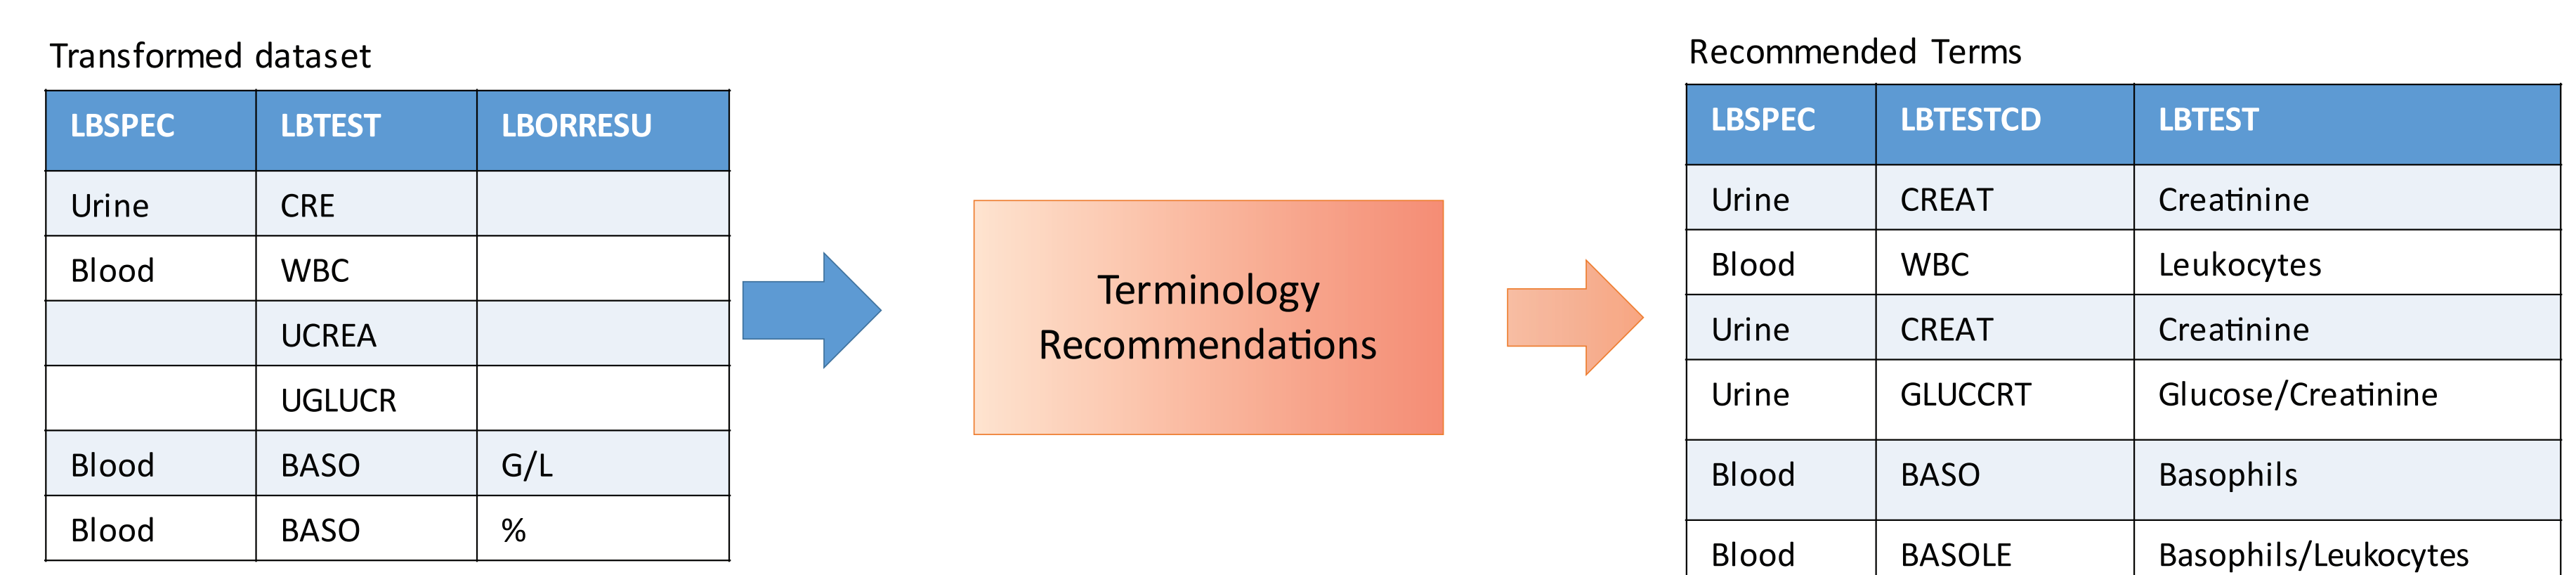 Transformed dataset
LBSPEC LBTEST LBORRESU
Urine CRE
Blood WBC
UCREA
UGLUCR
Blood BASO G/L
Blood BASO %
Terminology
Recommendations
Recommended Terms
LBSPEC LBTESTCD LBTEST
Urine CREAT Creatinine
Blood WBC Leukocytes
Urine CREAT Creatinine
Urine GLUCCRT Glucose/Creatinine
Blood BASO Basophils
Blood BASOLE Basophils/Leukocytes